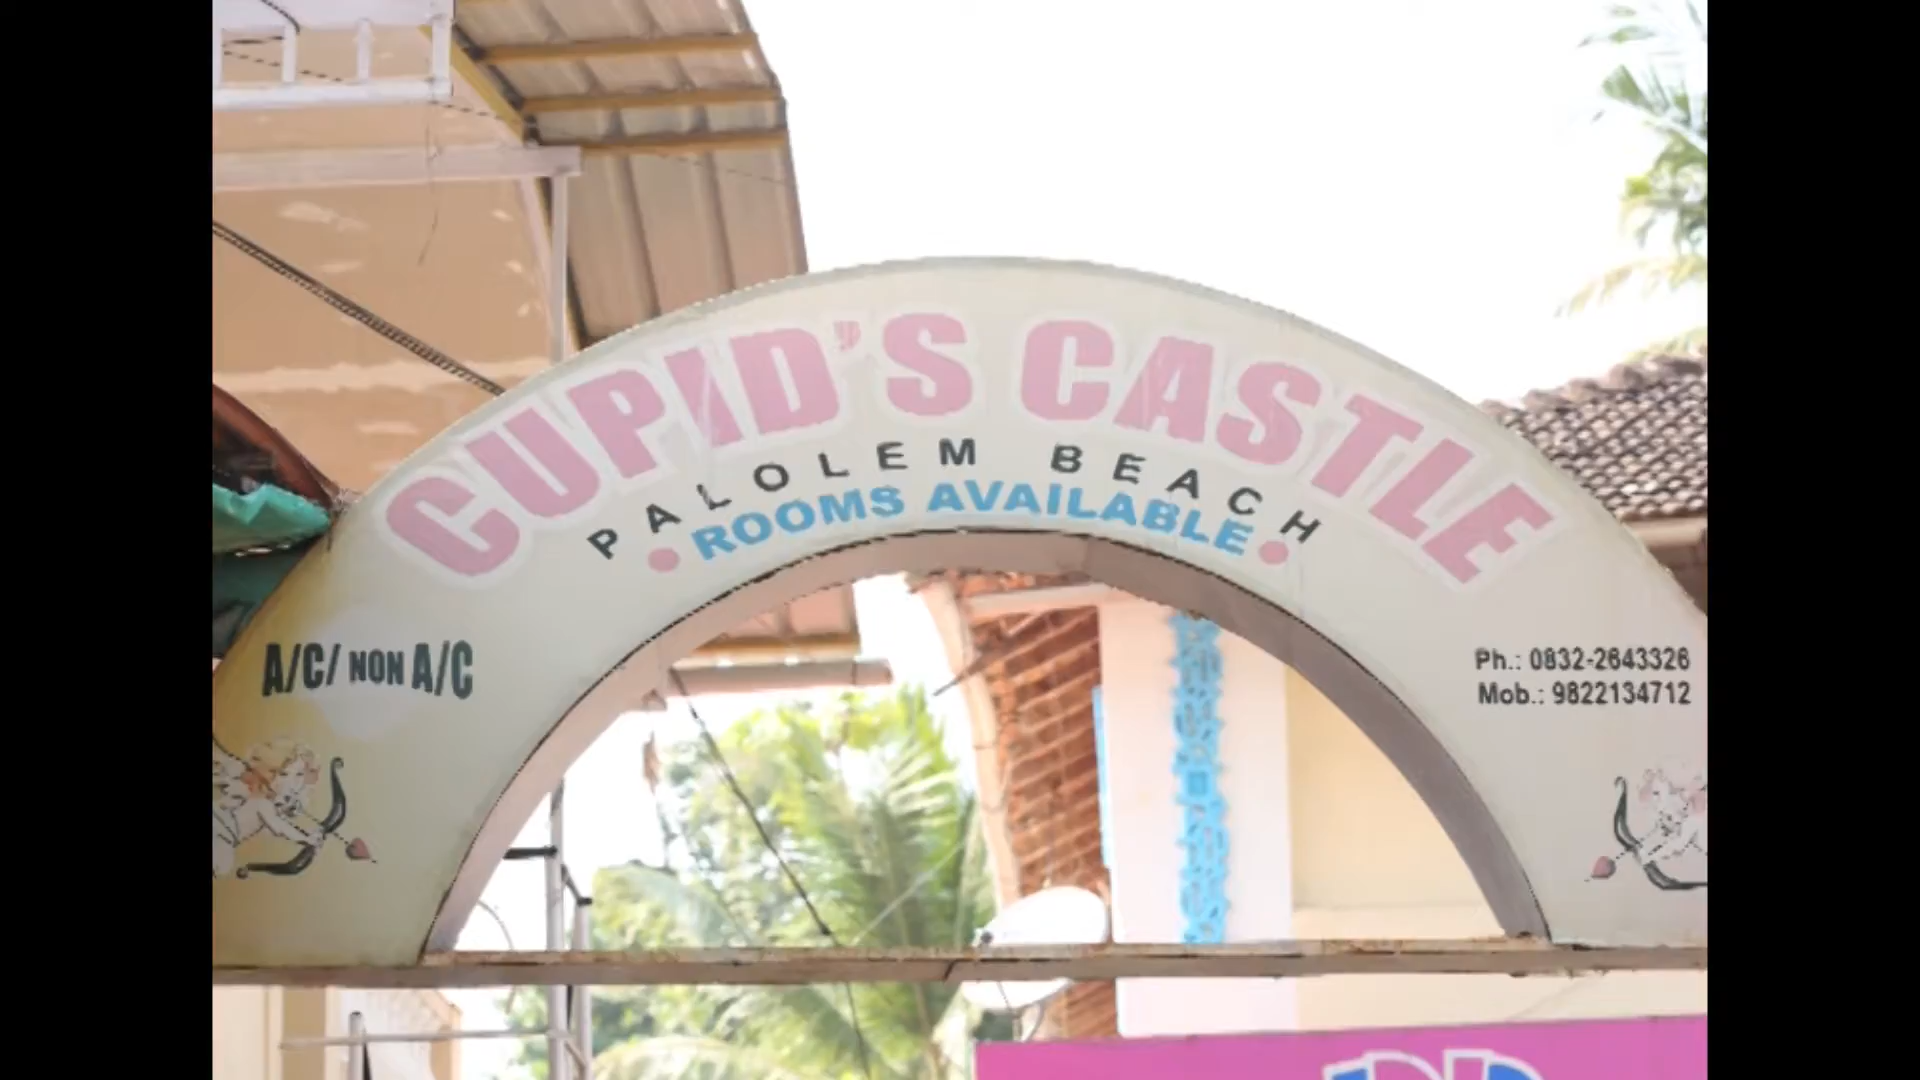 CUPID'S CASTLE
PALOLEM BEACH
• ROOMS AVAILABLE •
A/C/ NON A/C
Ph.: 0832-2643326
Mob.: 9822134712